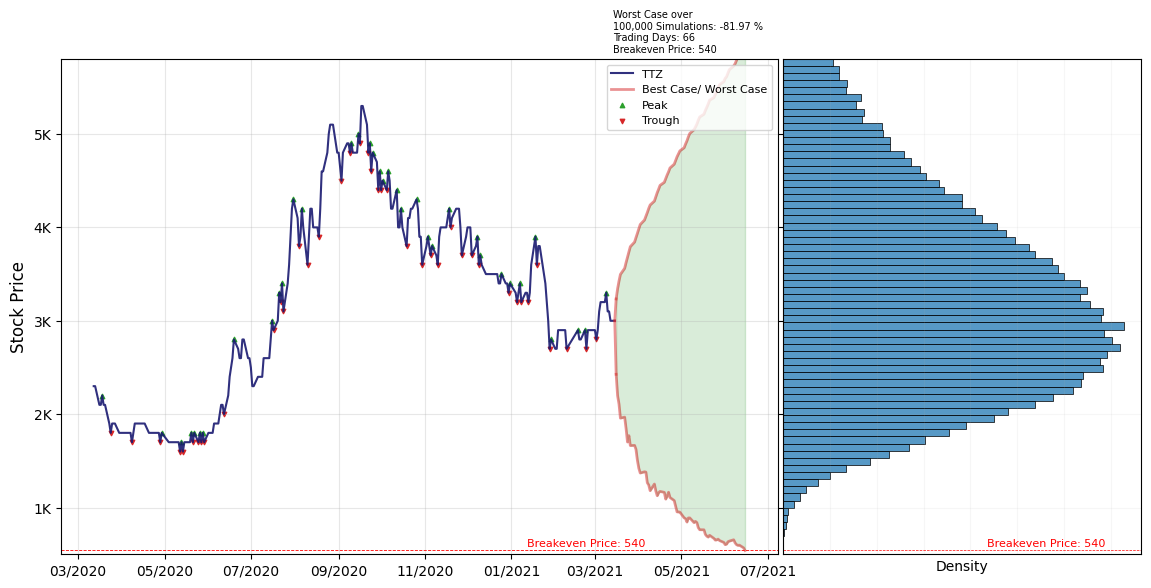 Worst Case over
100,000 Simulations: -81.97 %
Trading Days: 66
Breakeven Price: 540
TTZ
Best Case/ Worst Case
Peak
Trough
Stock Price
5K
4K
3K
2K
1K
Breakeven Price: 540
Breakeven Price: 540
03/2020 05/2020 07/2020 09/2020 11/2020 01/2021 03/2021 05/2021 07/2021
Density